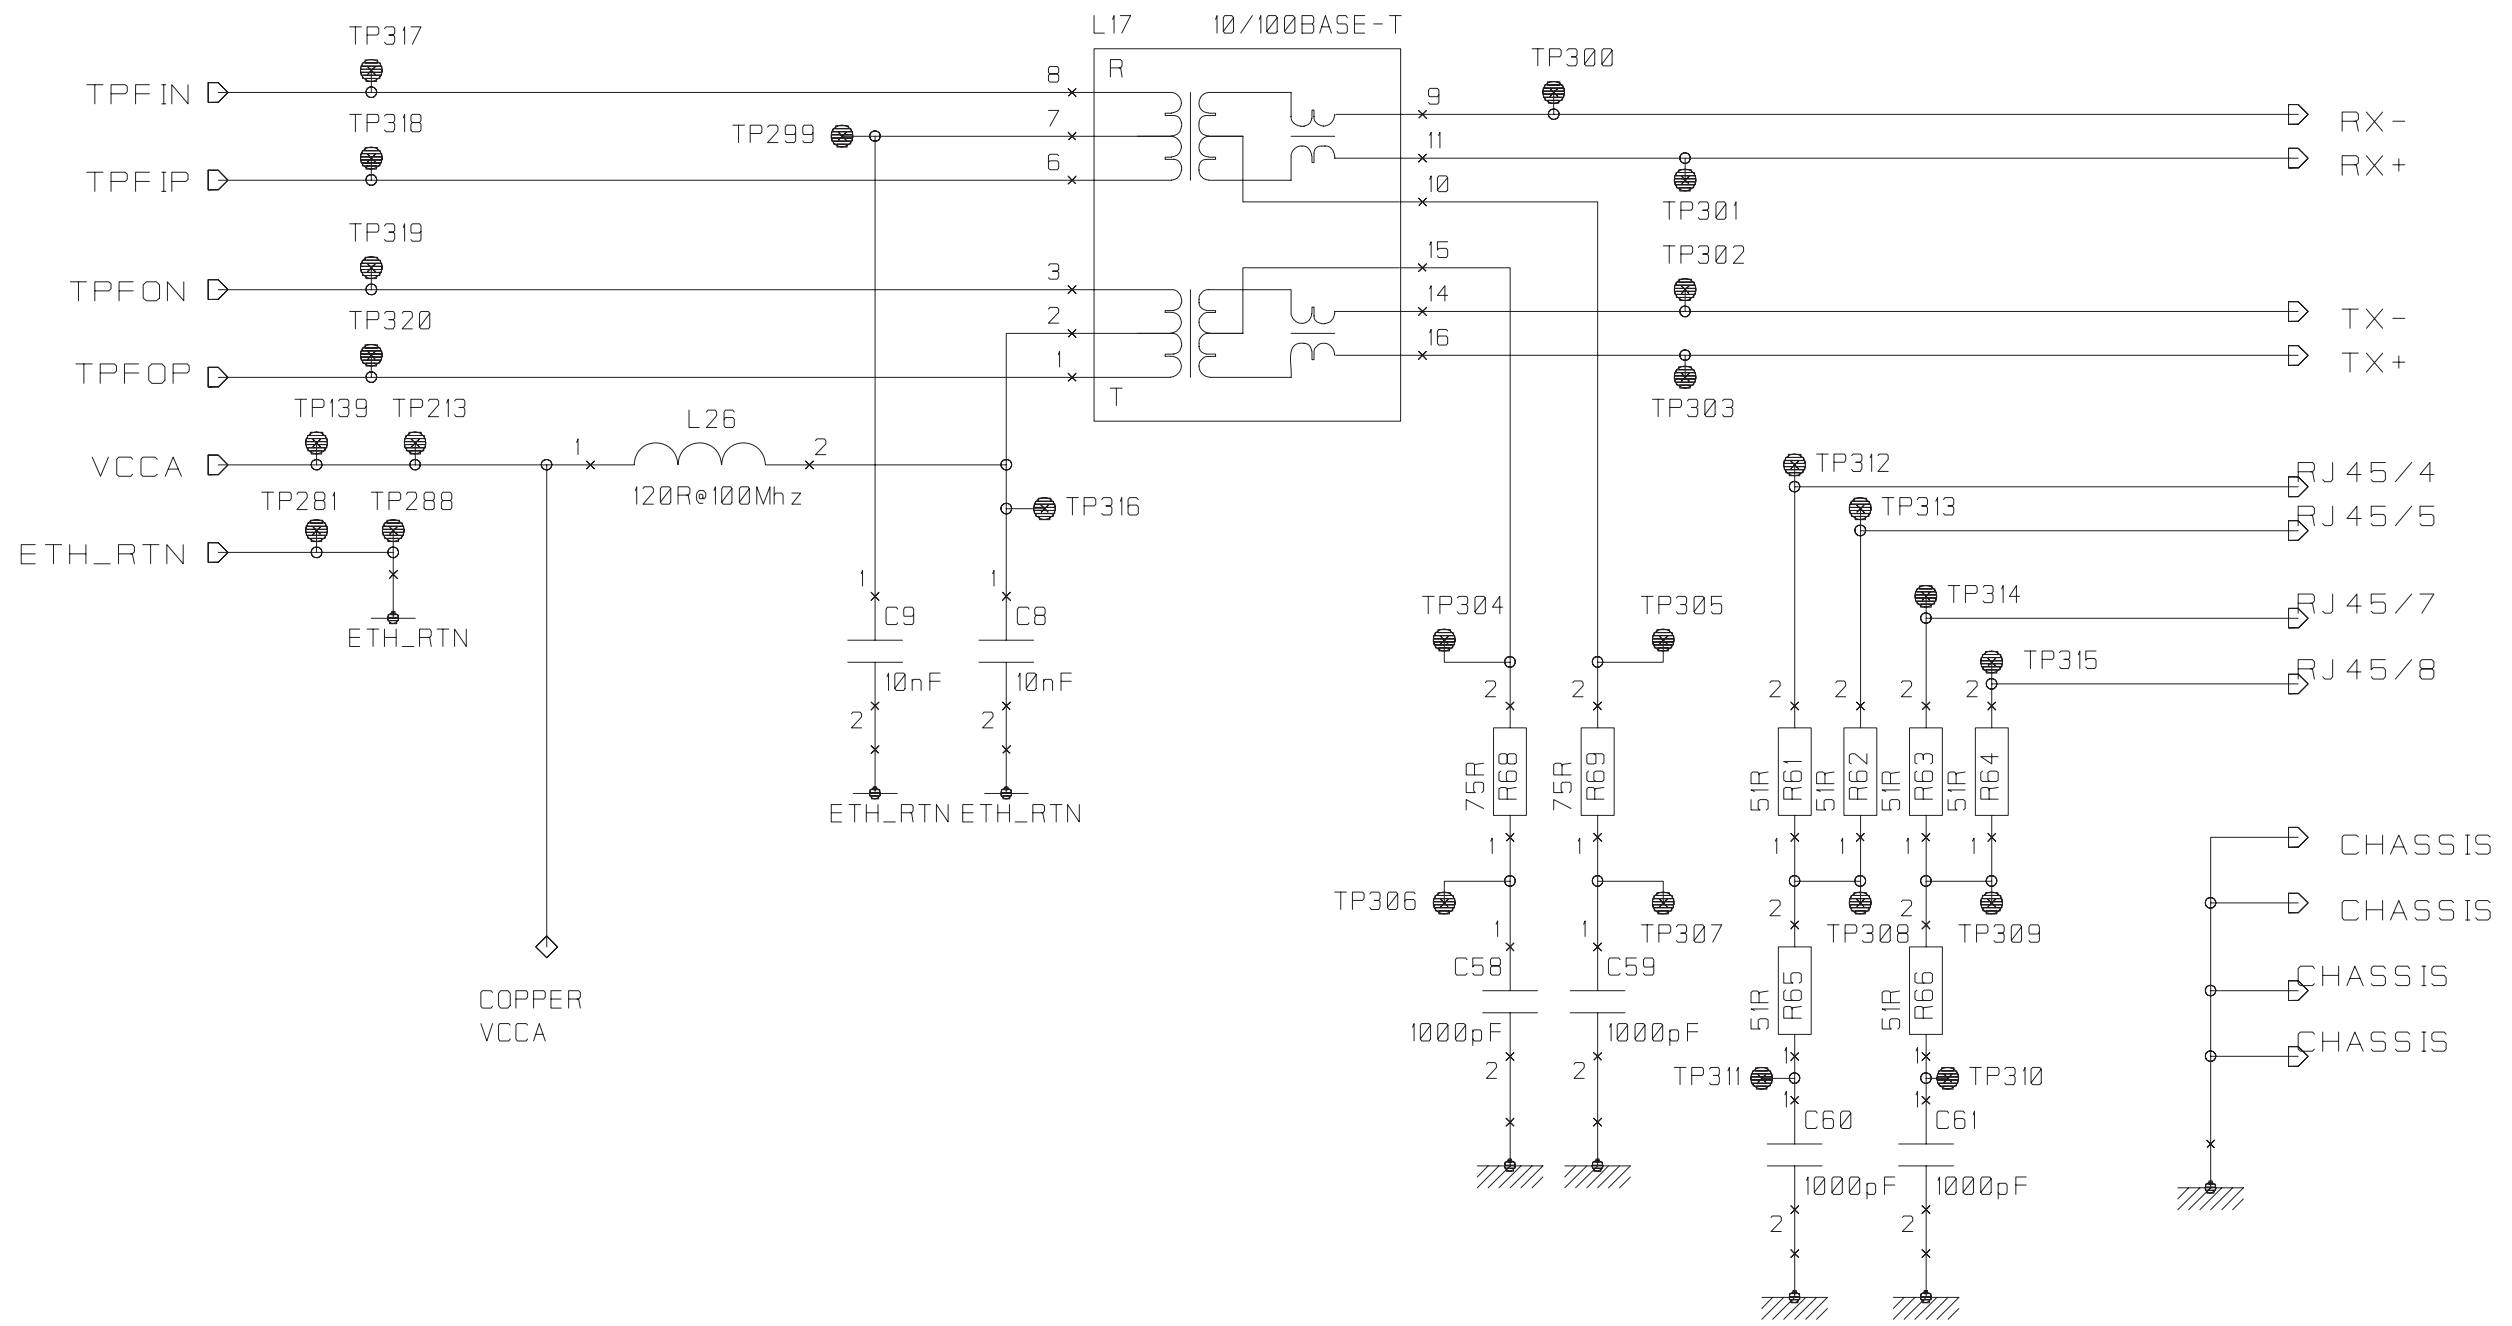 L17
10/100BASE-T
TP317
TP300
R
8
9
TPFIN
RX-
TP318
7
TP299
11
6
10
TPFIP
RX+
TP301
TP319
15
TP302
3
14
TPFON
TX-
TP320
2
16
1
TPFOP
TX+
T
TP139
TP213
L26
TP303
1
2
VCCA
TP312
RJ45/4
120R@100Mhz
TP316
TP281
TP288
TP313
RJ45/5
ETH_RTN
1
1
C9
C8
TP304
TP305
TP314
RJ45/7
ETH_RTN
TP315
RJ45/8
10nF
10nF
2
2
2
2
2
2
2
2
75R
R68
75R
R69
51R
R61
51R
R62
51R
R63
51R
R64
ETH_RTN
ETH_RTN
1
1
1
1
1
1
CHASSIS
TP306
2
2
CHASSIS
1
1
TP307
TP308
TP309
C58
C59
CHASSIS
COPPER
VCCA
51R
R65
51R
R66
1000pF
1000pF
CHASSIS
2
2
1
1
TP311
TP310
1
1
C60
C61
1000pF
1000pF
2
2